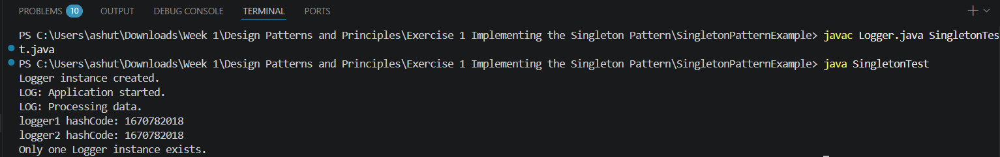 PROBLEMS 10 OUTPUT DEBUG CONSOLE TERMINAL PORTS
PS C:\Users\ashut\Downloads\Week 1\Design Patterns and Principles\Exercise 1 Implementing the Singleton Pattern\SingletonPatternExample> javac Logger.java SingletonTes
t.java
PS C:\Users\ashut\Downloads\Week 1\Design Patterns and Principles\Exercise 1 Implementing the Singleton Pattern\SingletonPatternExample> java SingletonTest
Logger instance created.
LOG: Application started.
LOG: Processing data.
logger1 hashCode: 1670782018
logger2 hashCode: 1670782018
Only one Logger instance exists.